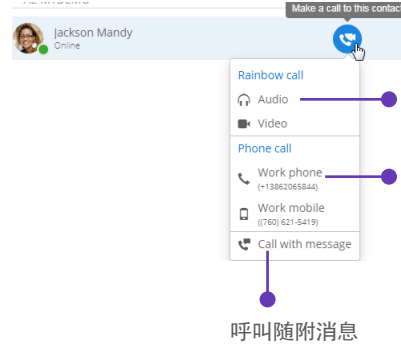 Make a call to this contact
Jackson Mandy
Online
Rainbow call
Audio
Video
Phone call
Work phone
(+13862065844)
Work mobile
((760) 621-5419)
Call with message
呼叫随附消息